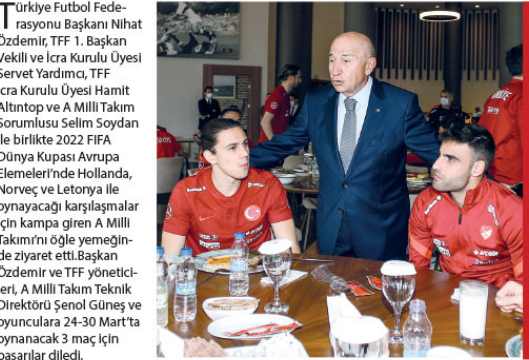 Türkiye Futbol Fede-
rasyonu Başkanı Nihat
Özdemir, TFF 1. Başkan
Vekili ve İcra Kurulu Üyesi
Servet Yardımcı, TFF
İcra Kurulu Üyesi Hamit
Altıntop ve A Milli Takım
Sorumlusu Selim Soydan
ile birlikte 2022 FIFA
Dünya Kupası Avrupa
Elemeleri'nde Hollanda,
Norveç ve Letonya ile
oynayacağı karşılaşmalar
için kampa giren A Milli
Takımı'nı öğle yemeğin-
de ziyaret etti.Başkan
Özdemir ve TFF yönetici-
leri, A Milli Takım Teknik
Direktörü Şenol Güneş ve
oyunculara 24-30 Mart'ta
oynanacak 3 maç için
başarılar diledi.